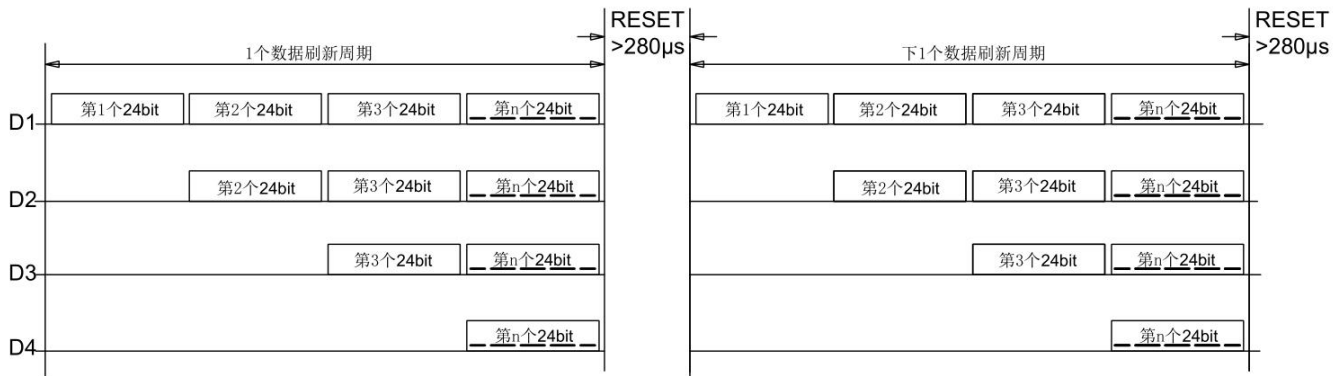 RESET
>280μs
RESET
>280μs
1个数据刷新周期
下1个数据刷新周期
D1
第1个24bit
第2个24bit
第3个24bit
第n个24bit
第1个24bit
第2个24bit
第3个24bit
第n个24bit
D2
第2个24bit
第3个24bit
第n个24bit
第2个24bit
第3个24bit
第n个24bit
D3
第3个24bit
第n个24bit
第3个24bit
第n个24bit
D4
第n个24bit
第n个24bit